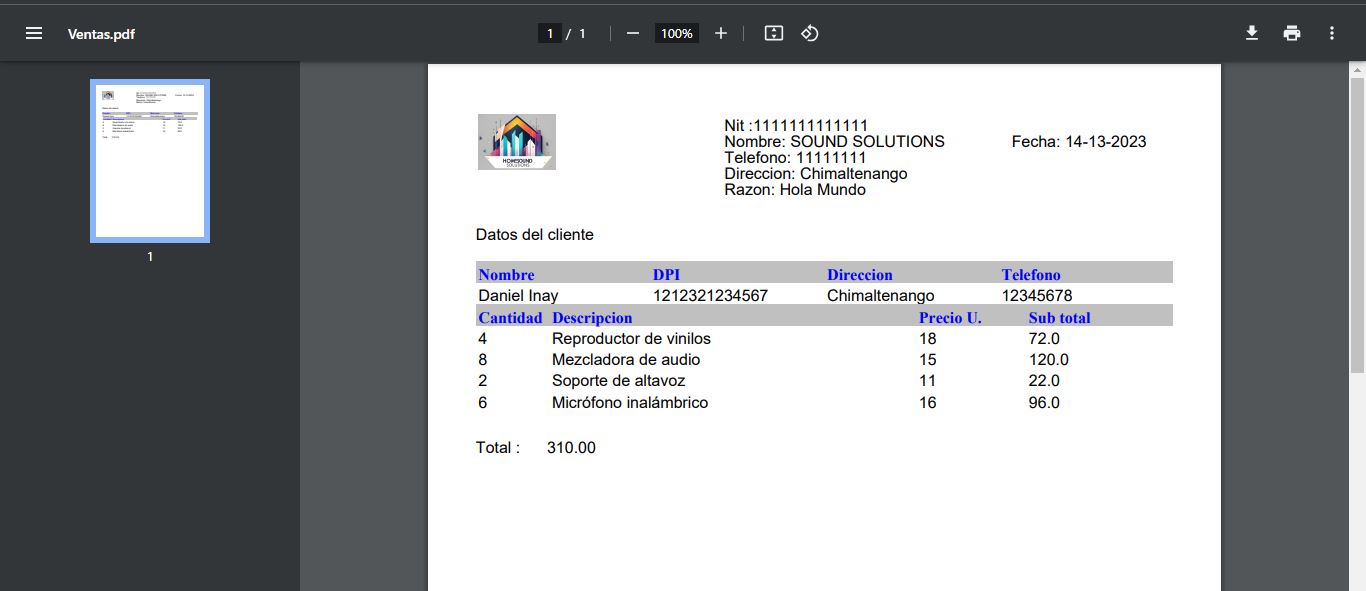 Ventas.pdf
1 / 1
100%
1
HOMESOUND
SOLUTIONS
Nit :1111111111111
Nombre: SOUND SOLUTIONS
Fecha: 14-13-2023
Telefono: 11111111
Direccion: Chimaltenango
Razon: Hola Mundo
Datos del cliente
Nombre DPI Direccion Telefono
Daniel Inay 1212321234567 Chimaltenango 12345678
Cantidad Descripcion Precio U. Sub total
4 Reproductor de vinilos 18 72.0
8 Mezcladora de audio 15 120.0
2 Soporte de altavoz 11 22.0
6 Micrófono inalámbrico 16 96.0
Total : 310.00